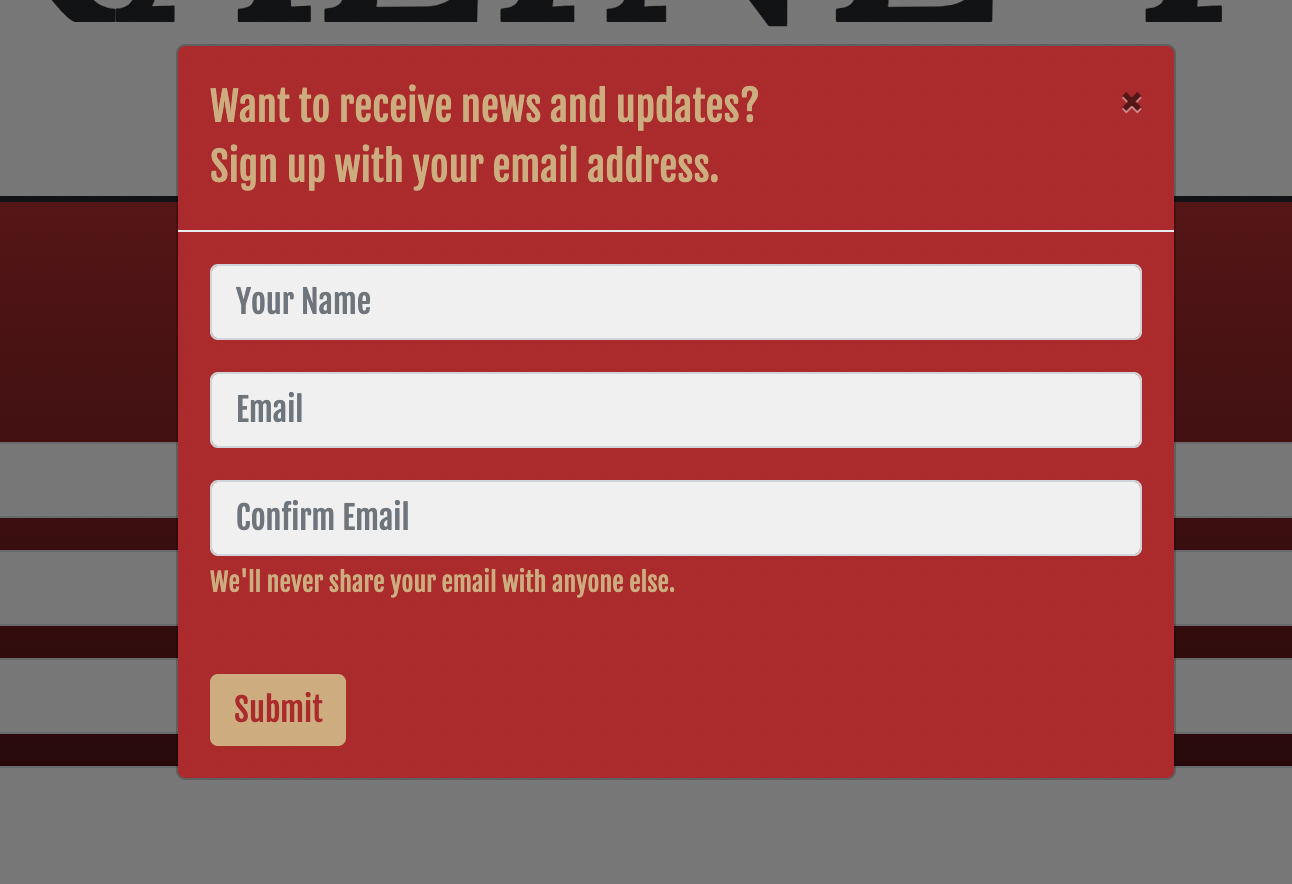 Want to receive news and updates?
Sign up with your email address.
×
Your Name
Email
Confirm Email
We'll never share your email with anyone else.
Submit